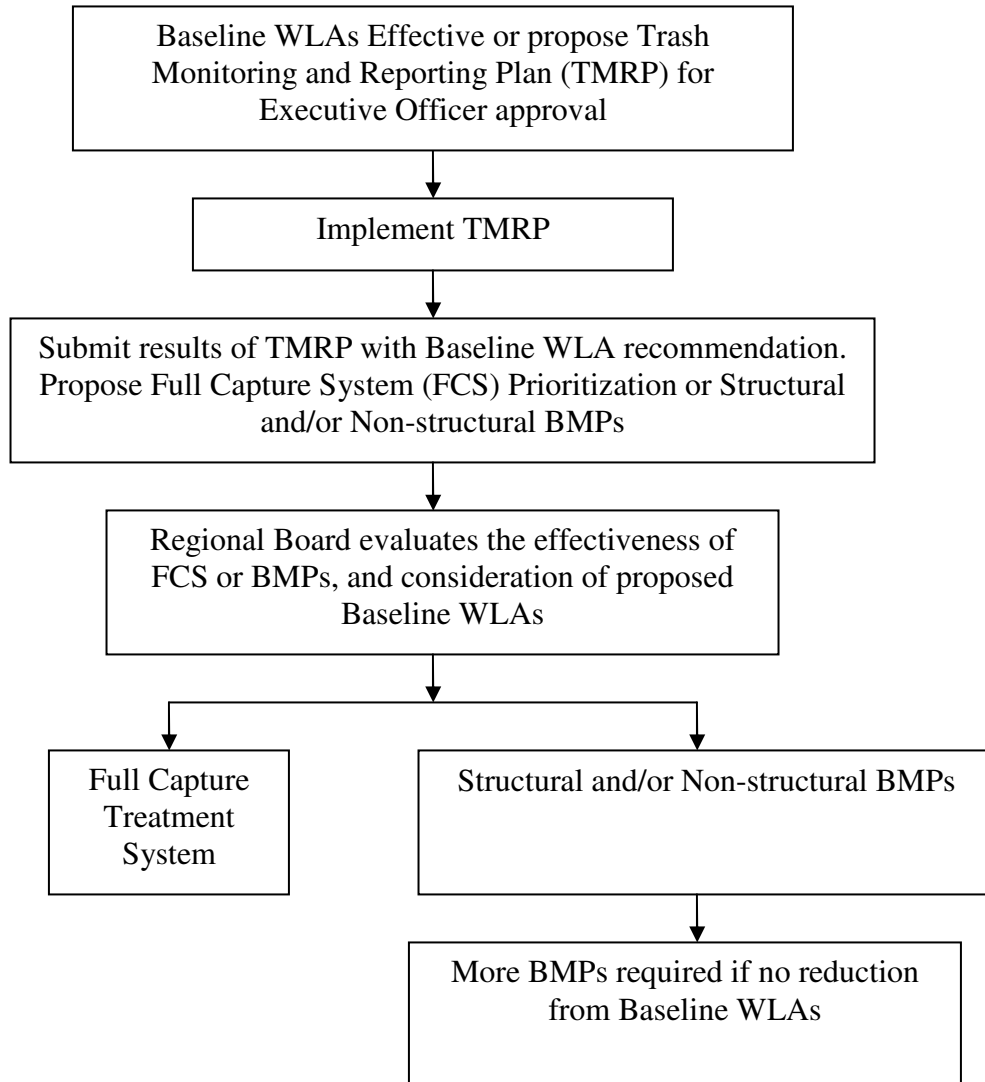 Baseline WLAs Effective or propose Trash
Monitoring and Reporting Plan (TMRP) for
Executive Officer approval
Implement TMRP
Submit results of TMRP with Baseline WLA recommendation.
Propose Full Capture System (FCS) Prioritization or Structural
and/or Non-structural BMPs
Regional Board evaluates the effectiveness of
FCS or BMPs, and consideration of proposed
Baseline WLAs
Full Capture
Treatment
System
Structural and/or Non-structural BMPs
More BMPs required if no reduction
from Baseline WLAs